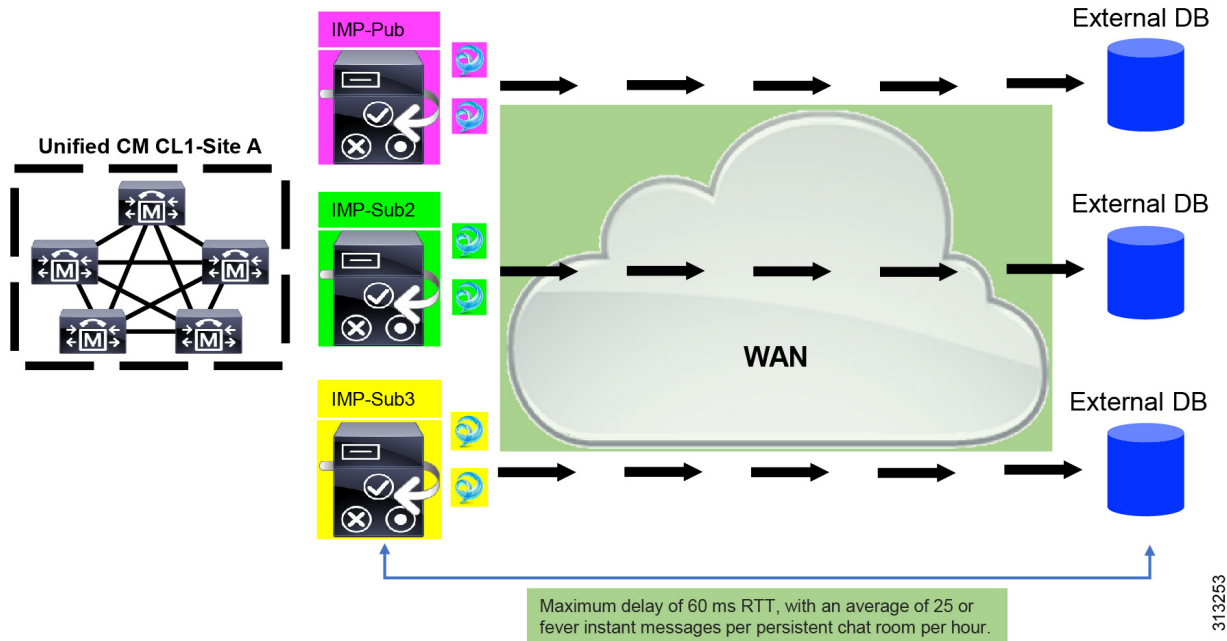 IMP-Pub
External DB
Unified CM CL1-Site A
M
M
M
M
M
IMP-Sub2
External DB
WAN
IMP-Sub3
External DB
Maximum delay of 60 ms RTT, with an average of 25 or
fever instant messages per persistent chat room per hour.
313253